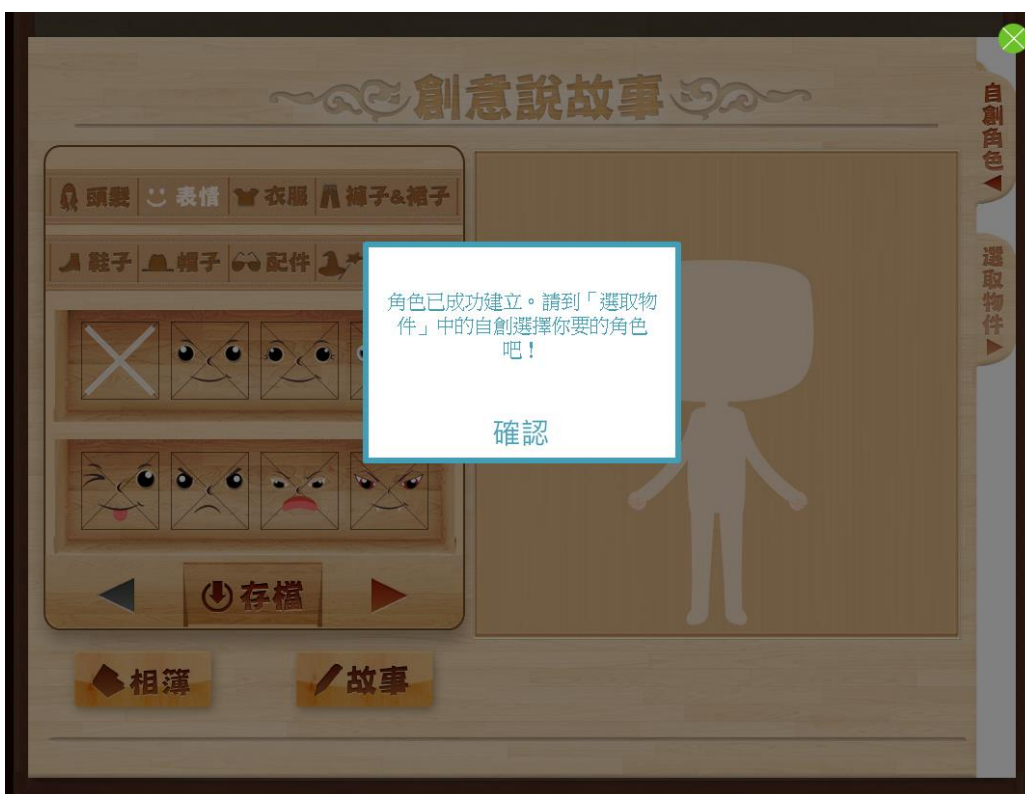 創意說故事
自創角色
選取物件
頭髮 表情 衣服 褲子&裙子
鞋子 帽子 配件
角色已成功建立。請到「選取物
件」中的自創選擇你要的角色
吧！
確認
存檔
相簿 故事